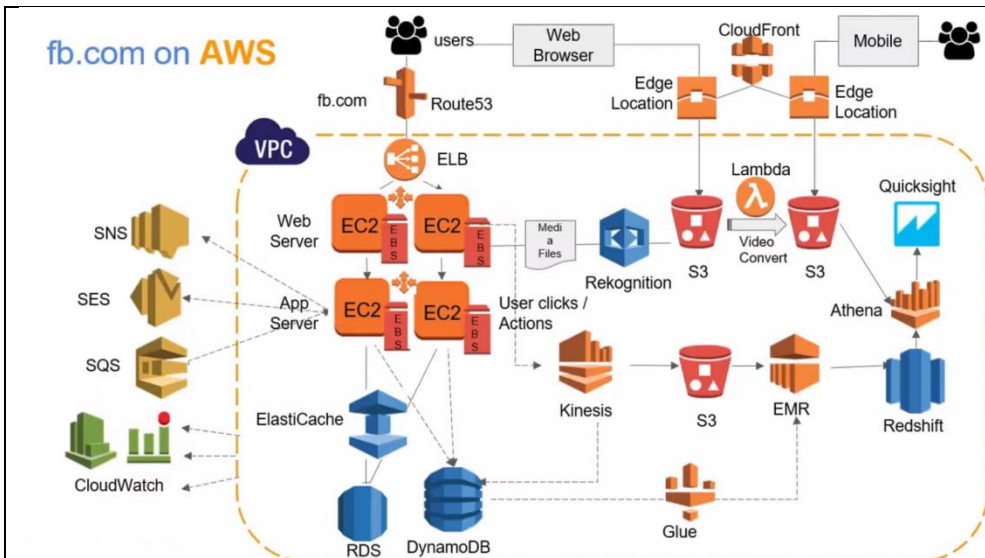 fb.com on AWS
users
Web
Browser
CloudFront
Mobile
fb.com
Route53
Edge
Location
Edge
Location
VPC
ELB
Lambda
Quicksight
SNS
Web
Server
EC2
EBS
EC2
EBS
Medi
a
Files
Rekognition
S3
Video
Convert
S3
SES
App
Server
EC2
EBS
EC2
EBS
User clicks /
Actions
Athena
SQS
ElastiCache
Kinesis
S3
EMR
Redshift
CloudWatch
RDS
DynamoDB
Glue